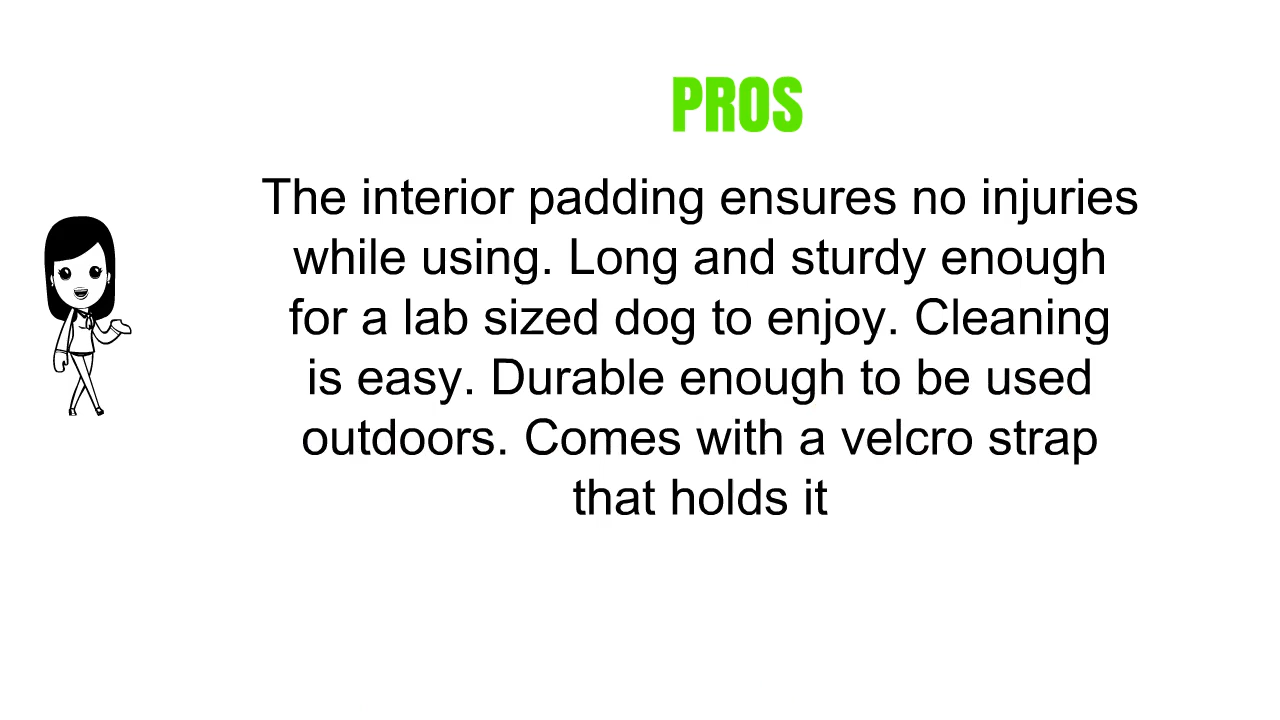 PROS
The interior padding ensures no injuries
while using. Long and sturdy enough
for a lab sized dog to enjoy. Cleaning
is easy. Durable enough to be used
outdoors. Comes with a velcro strap
that holds it